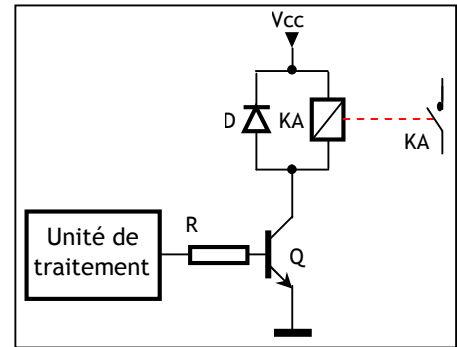 Vcc
D
KA
KA
R
Q
Unité de
traitement